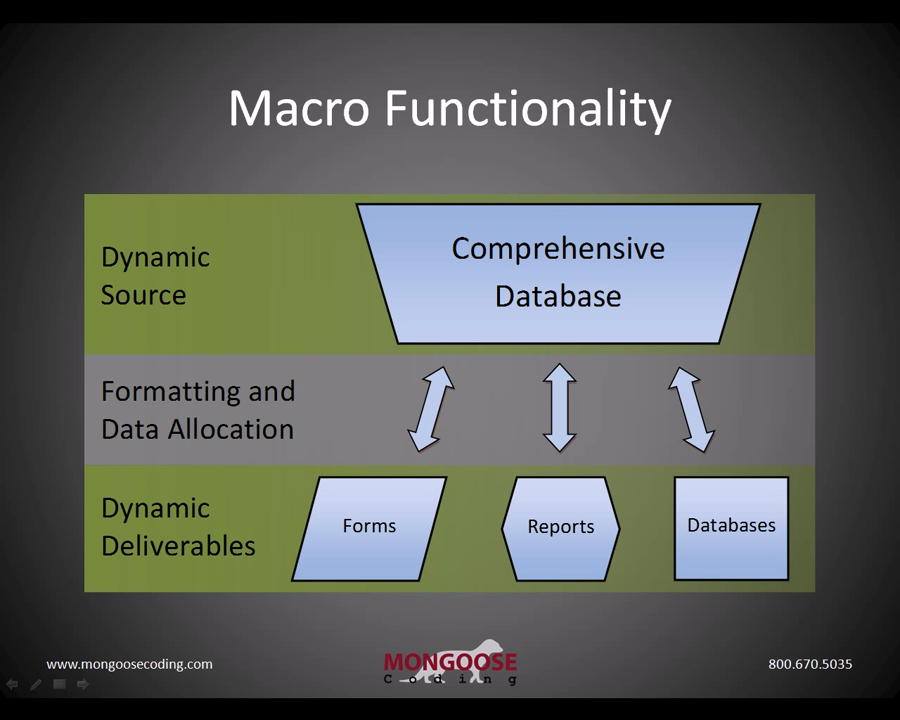 Macro Functionality
Dynamic
Source
Comprehensive
Database
Formatting and
Data Allocation
Dynamic
Deliverables
Forms
Reports
Databases
www.mongoosecoding.com
MONGOOSE
Coding
800.670.5035